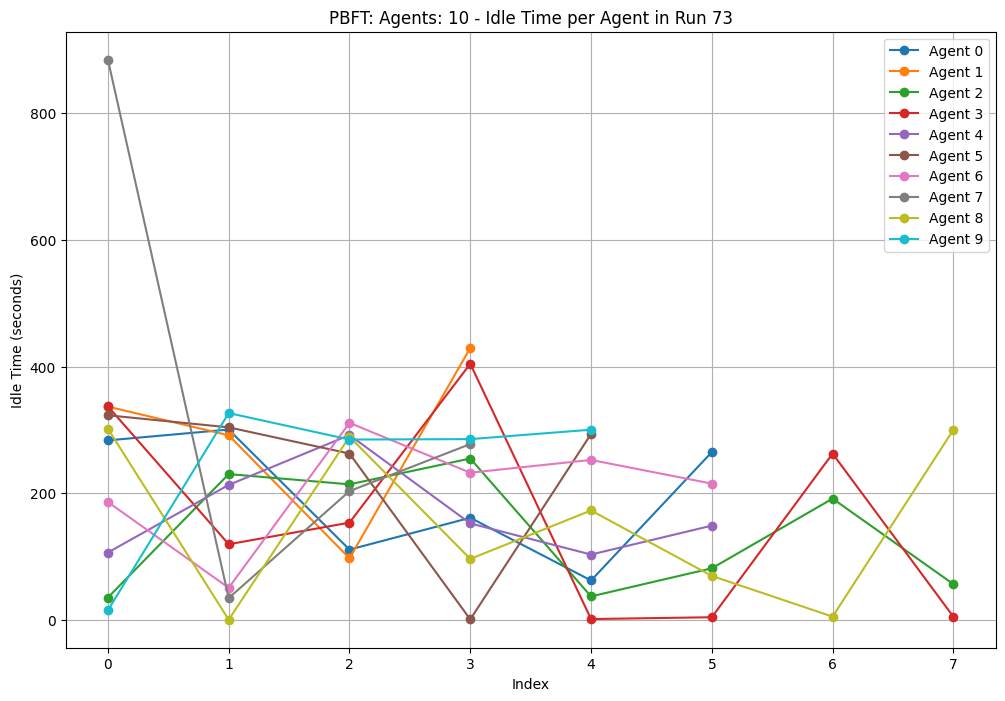 PBFT: Agents: 10 - Idle Time per Agent in Run 73
Idle Time (seconds)
800
600
400
200
0
0 1 2 3 4 5 6 7
Index
Agent 0
Agent 1
Agent 2
Agent 3
Agent 4
Agent 5
Agent 6
Agent 7
Agent 8
Agent 9